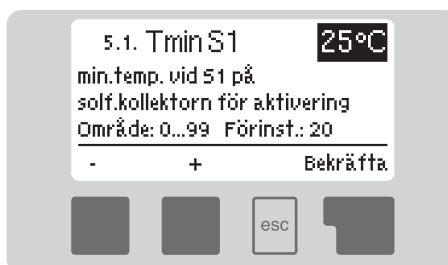 5.1. Tmin S1 25°C
min.temp. vid S1 på
solf.kollektorn för aktivering
Område: 0...99 Förinst.: 20
- + Bekräfta
esc